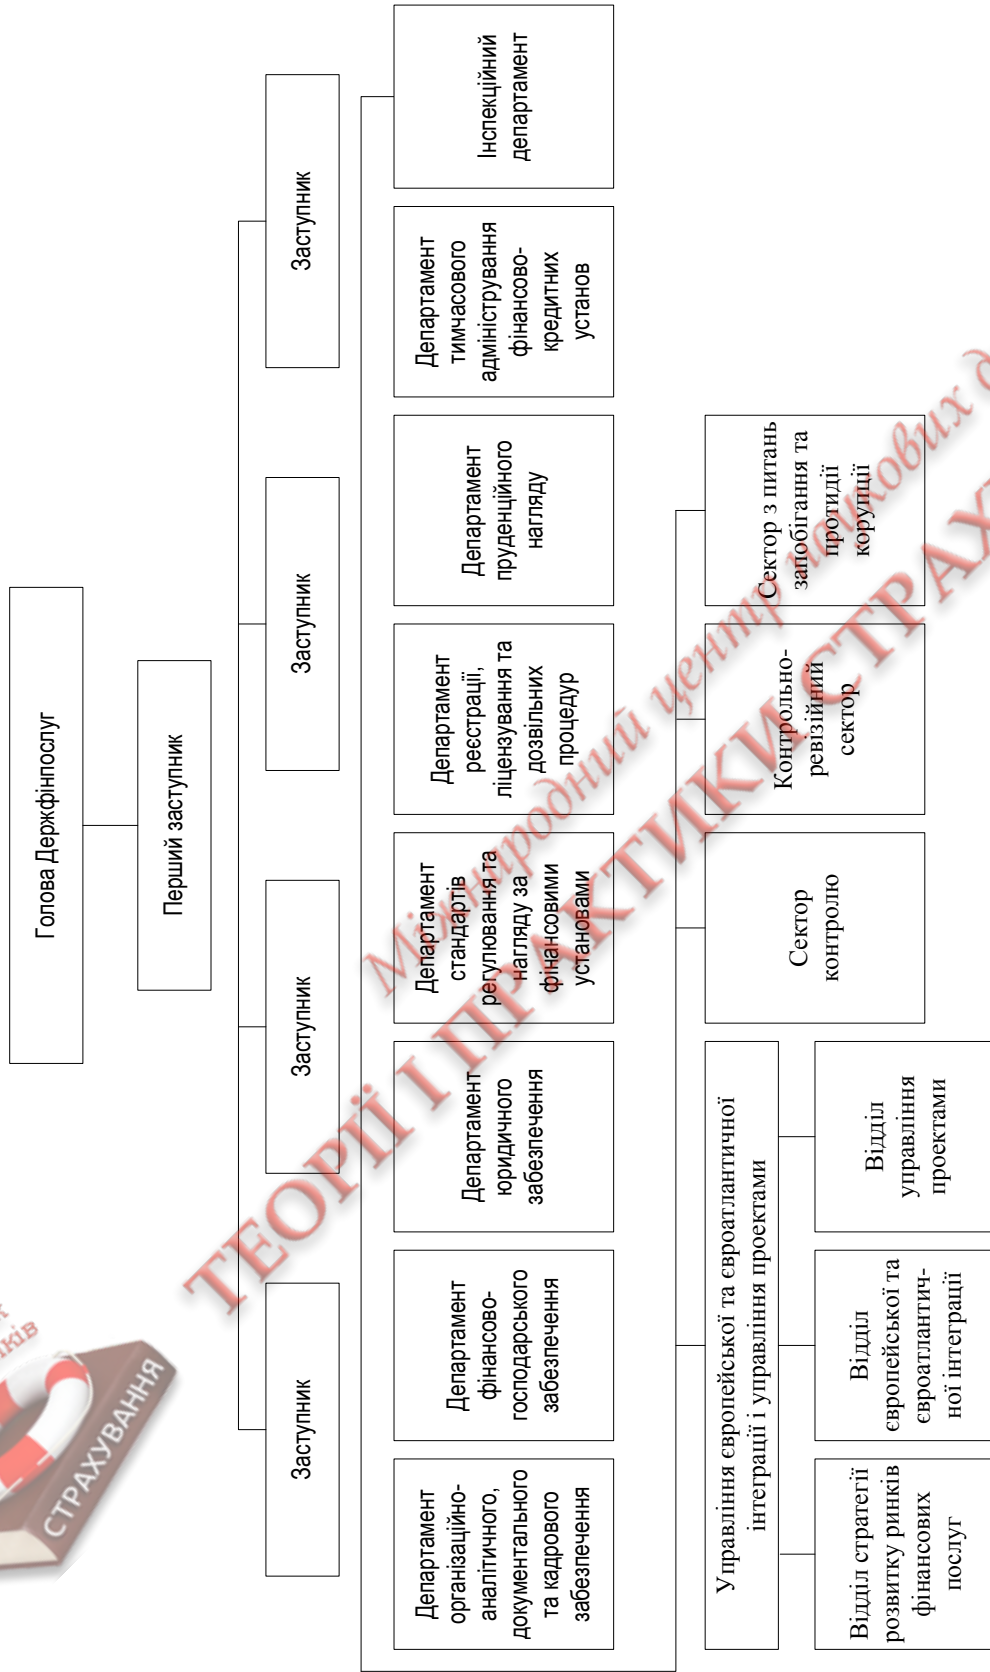 Голова Держфінпослуг
Перший заступник
Заступник
Заступник
Заступник
Заступник
Департамент
організаційно-
аналітичного,
документального
та кадрового
забезпечення
Департамент
фінансово-
господарського
забезпечення
Департамент
юридичного
забезпечення
Департамент
стандартів
регулювання та
нагляду за
фінансовими
установами
Департамент
реєстрації,
ліцензування та
дозвільних
процедур
Департамент
пруденційного
нагляду
Департамент
тимчасового
адміністрування
фінансово-
кредитних
установ
Інспекційний
департамент
Управління європейської та євроатлантичної
інтеграції і управління проектами
Сектор
контролю
Контрольно-
ревізійний
сектор
Сектор з питань
запобігання та
протидії
корупції
Відділ стратегії
розвитку ринків
фінансових
послуг
Відділ
європейської та
євроатлантич-
ної інтеграції
Відділ
управління
проектами
СТРАХУВАННЯ
Міжнародний центр наукових
ТЕОРІЇ І ПРАКТИКИ